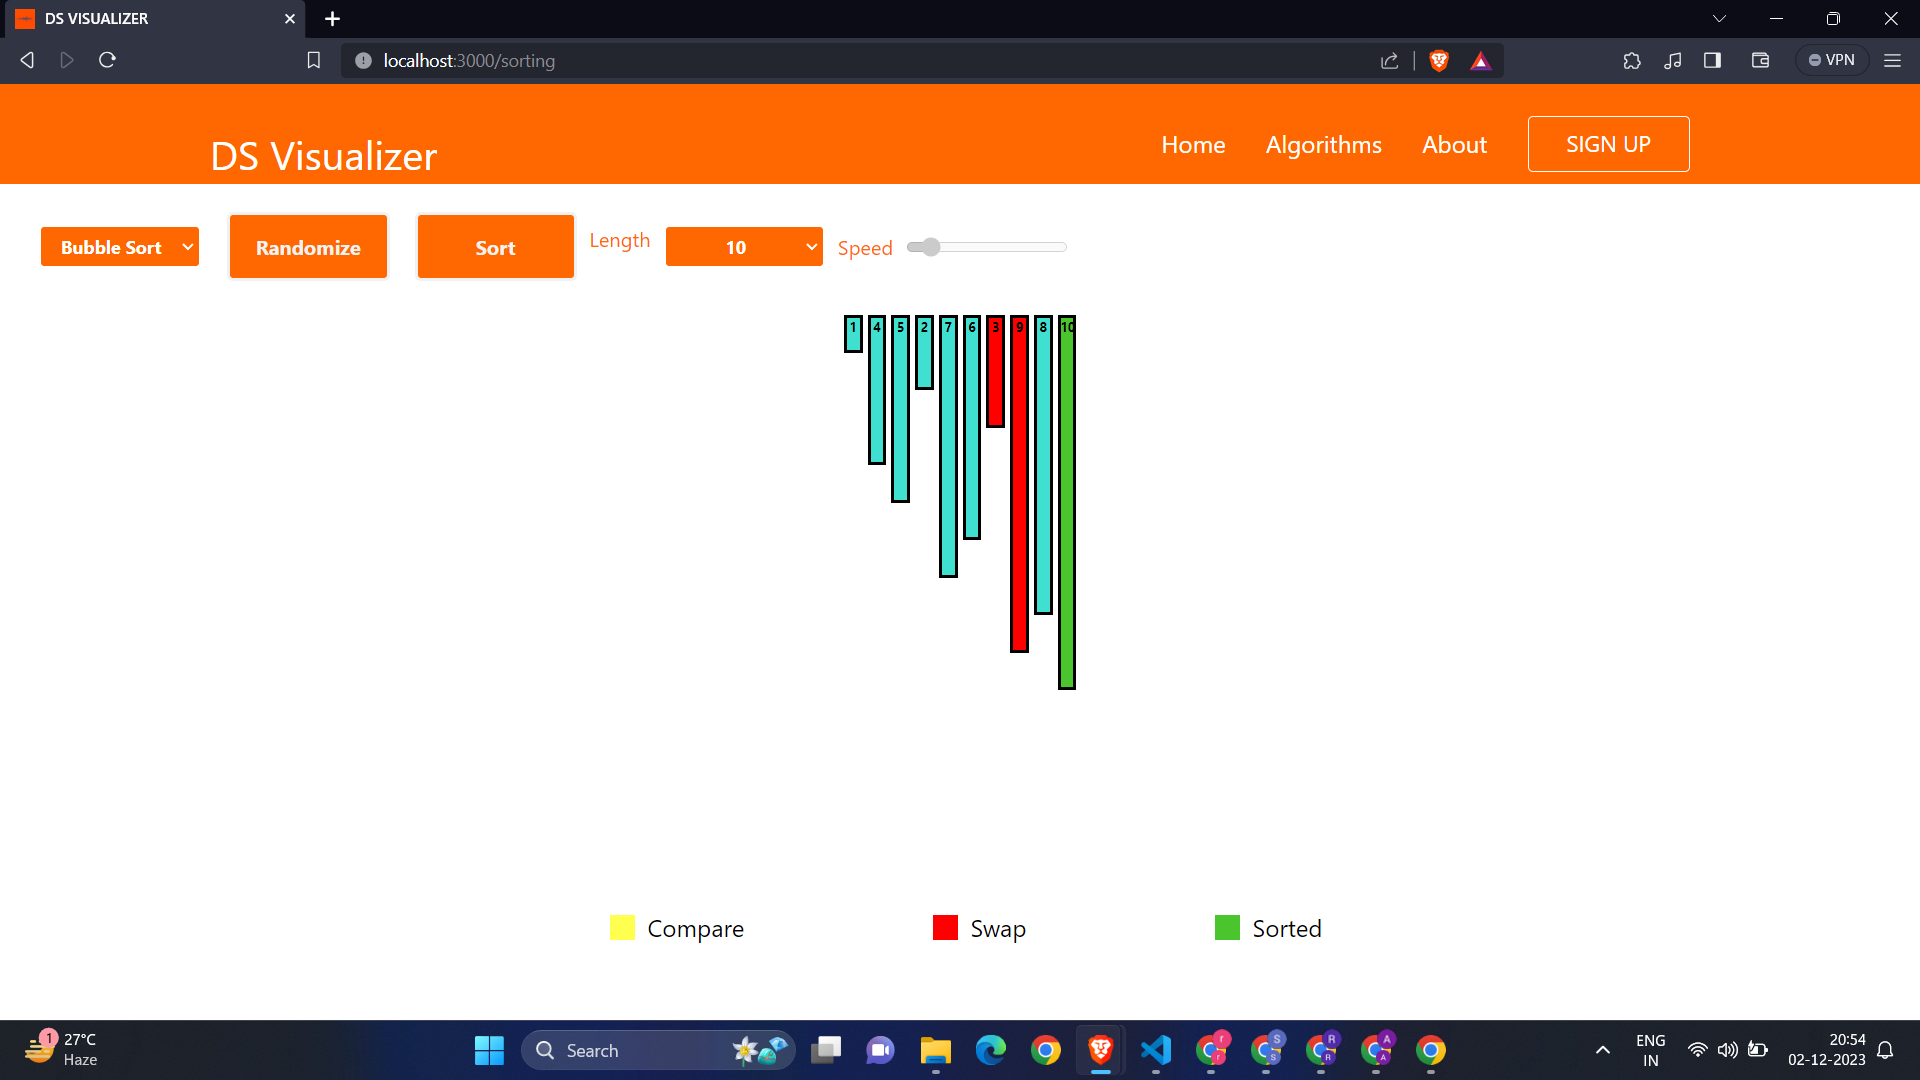 DS VISUALIZER
localhost:3000/sorting
VPN
DS Visualizer
Home Algorithms About SIGN UP
Bubble Sort Randomize Sort Length 10 Speed
1 4 5 2 7 6 3 9 8 10
Compare Swap Sorted
1
27°C
Haze
Search
r
r
S
S
R
R
A
A
ENG
IN
20:54
02-12-2023